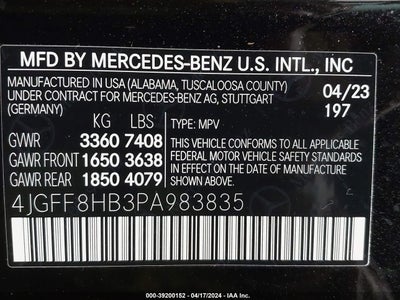 MFD BY MERCEDES-BENZ U.S. INTL., INC
MANUFACTURED IN USA (ALABAMA, TUSCALOOSA COUNTY) 04/23
UNDER CONTRACT FOR MERCEDES-BENZ AG, STUTTGART 197
(GERMANY)
KG LBS
GVWR 3360 7408 TYPE: MPV
GAWR FRONT 1650 3638
GAWR REAR 1850 4079
THIS VEHICLE CONFORMS TO ALL APPLICABLE
FEDERAL MOTOR VEHICLE SAFETY STANDARDS
IN EFFECT ON THE DATE OF MANUFACTURE
SHOWN ABOVE.
4JGFF8HB3PA983835
000-39200152 - 04/17/2024 - IAA Inc.